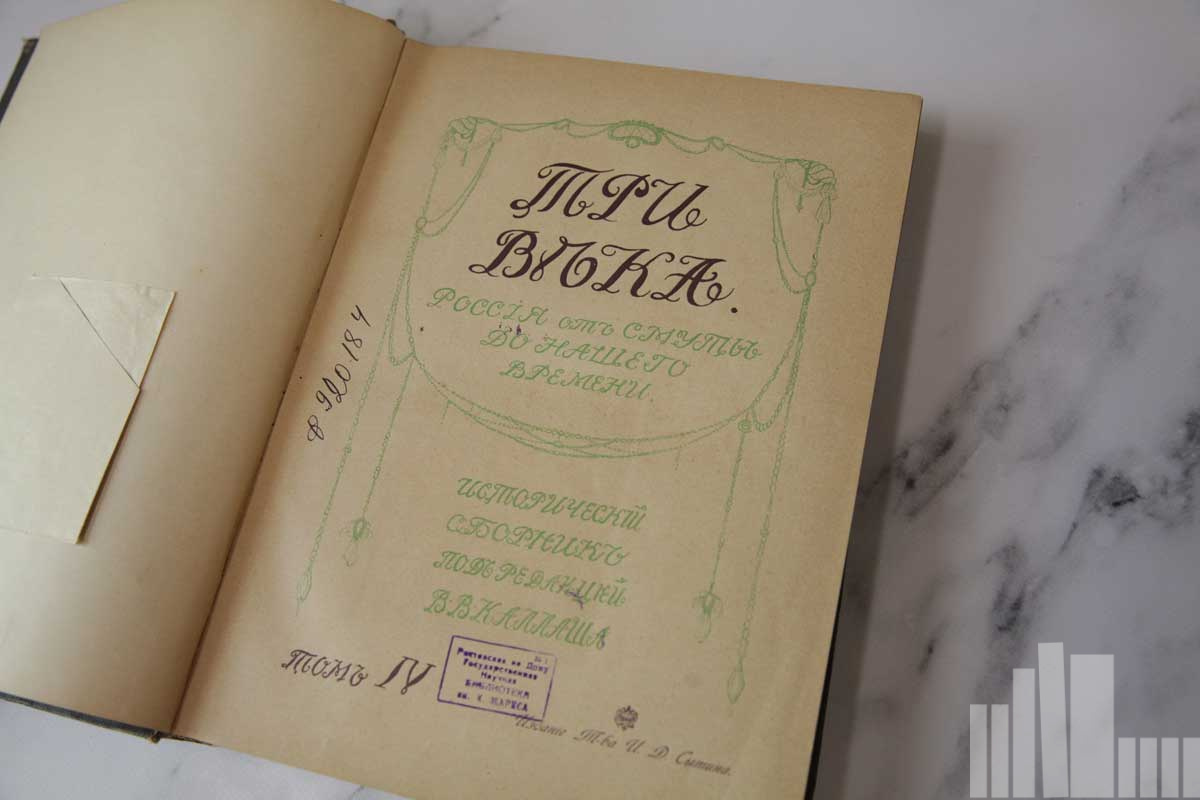 ТРИ
ВѢКА.
РОССІЯ отъ СМУТЫ
ДО НАШЕГО
ВРЕМЕНИ.
ИСТОРИЧЕСКІЙ
СБОРНИКЪ
ПОДЪ РЕДАКЦІЕЙ
В.В.КАЛЛАША
ТОМЪ IV
Ростовская на Дону
Государственная
Научная
БИБЛИОТЕКА
им. К. МАРКСА
Изданіе Т-ва И. Д. Сытина.
920184